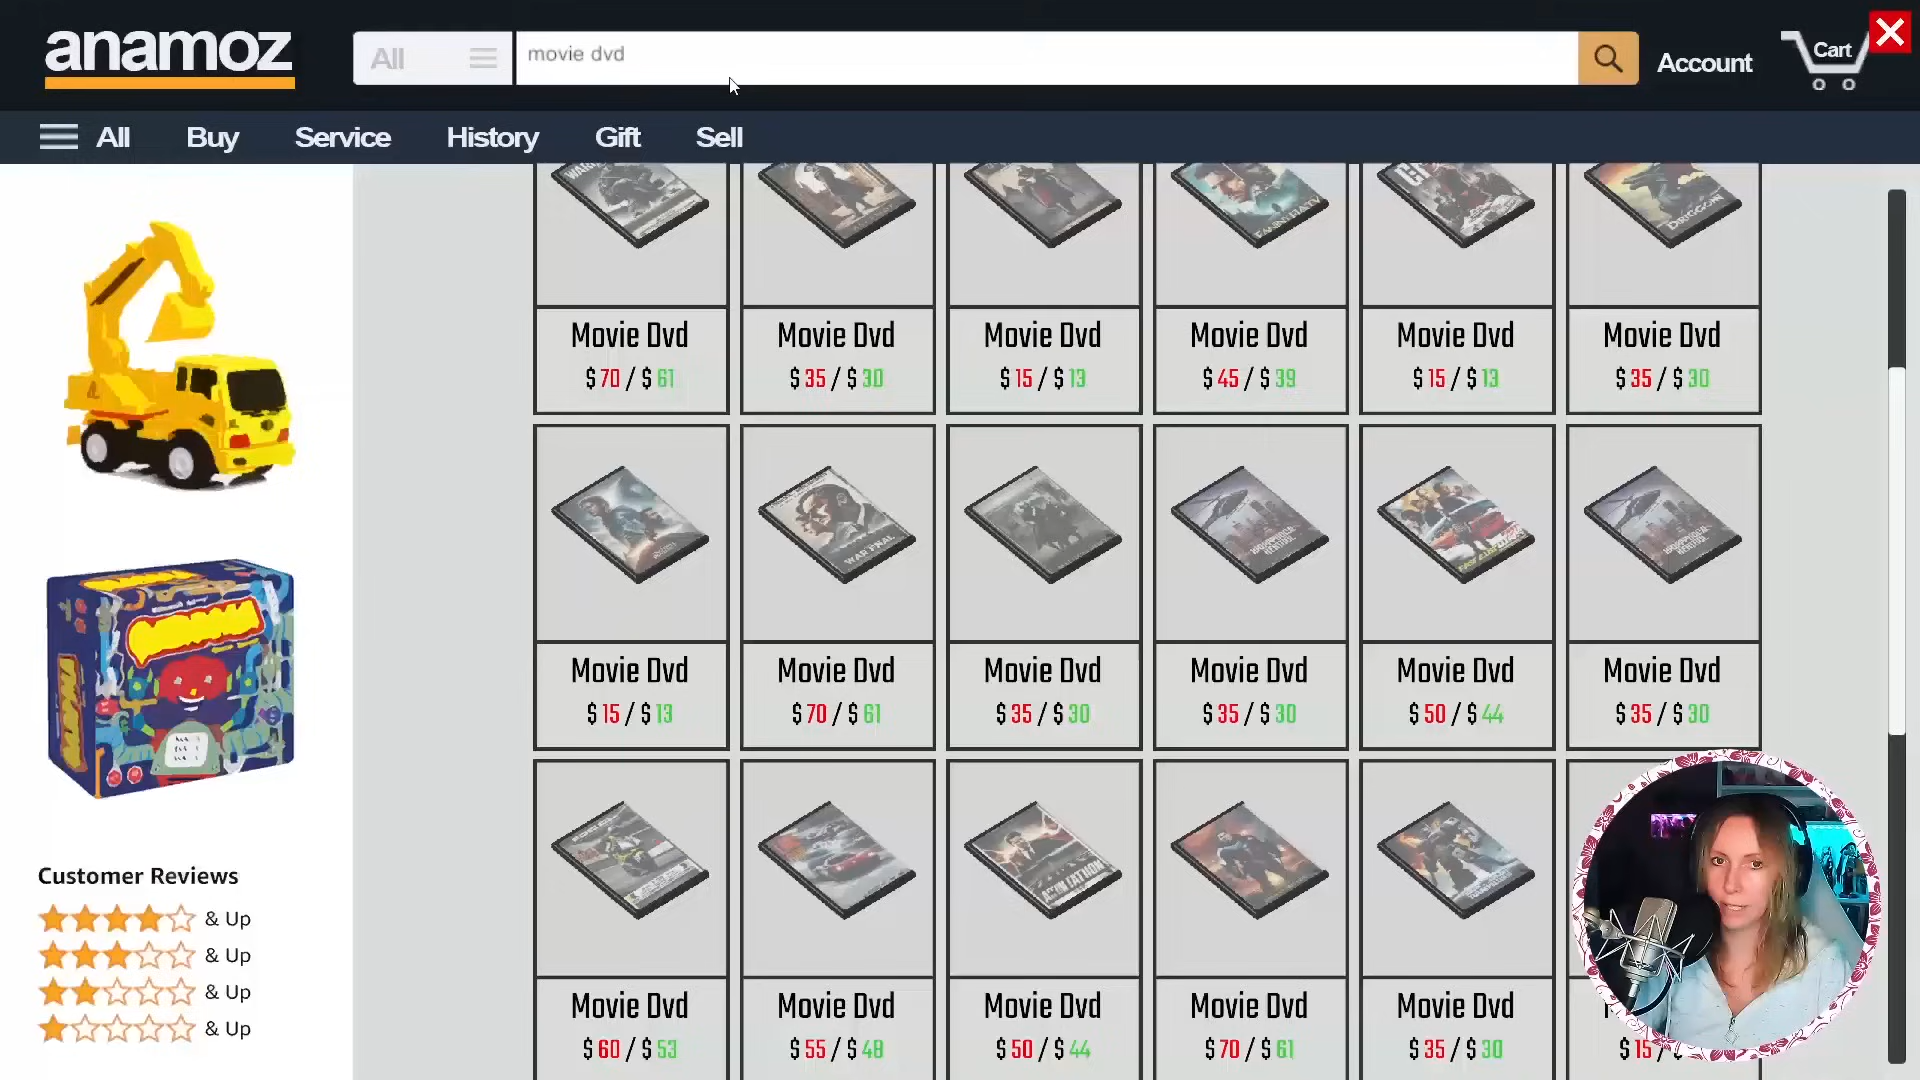 anamoz
All
movie dvd
Account
Cart
All Buy Service History Gift Sell
Movie Dvd Movie Dvd Movie Dvd Movie Dvd Movie Dvd Movie Dvd
$ 70 / $ 61 $ 35 / $ 30 $ 15 / $ 13 $ 45 / $ 39 $ 15 / $ 13 $ 35 / $ 30
WAR FNAL
Movie Dvd Movie Dvd Movie Dvd Movie Dvd Movie Dvd Movie Dvd
$ 15 / $ 13 $ 70 / $ 61 $ 35 / $ 30 $ 35 / $ 30 $ 50 / $ 44 $ 35 / $ 30
Customer Reviews
& Up
& Up
& Up
& Up
Movie Dvd Movie Dvd Movie Dvd Movie Dvd Movie Dvd
$ 60 / $ 53 $ 55 / $ 48 $ 50 / $ 44 $ 70 / $ 61 $ 35 / $ 30 $ 15 /